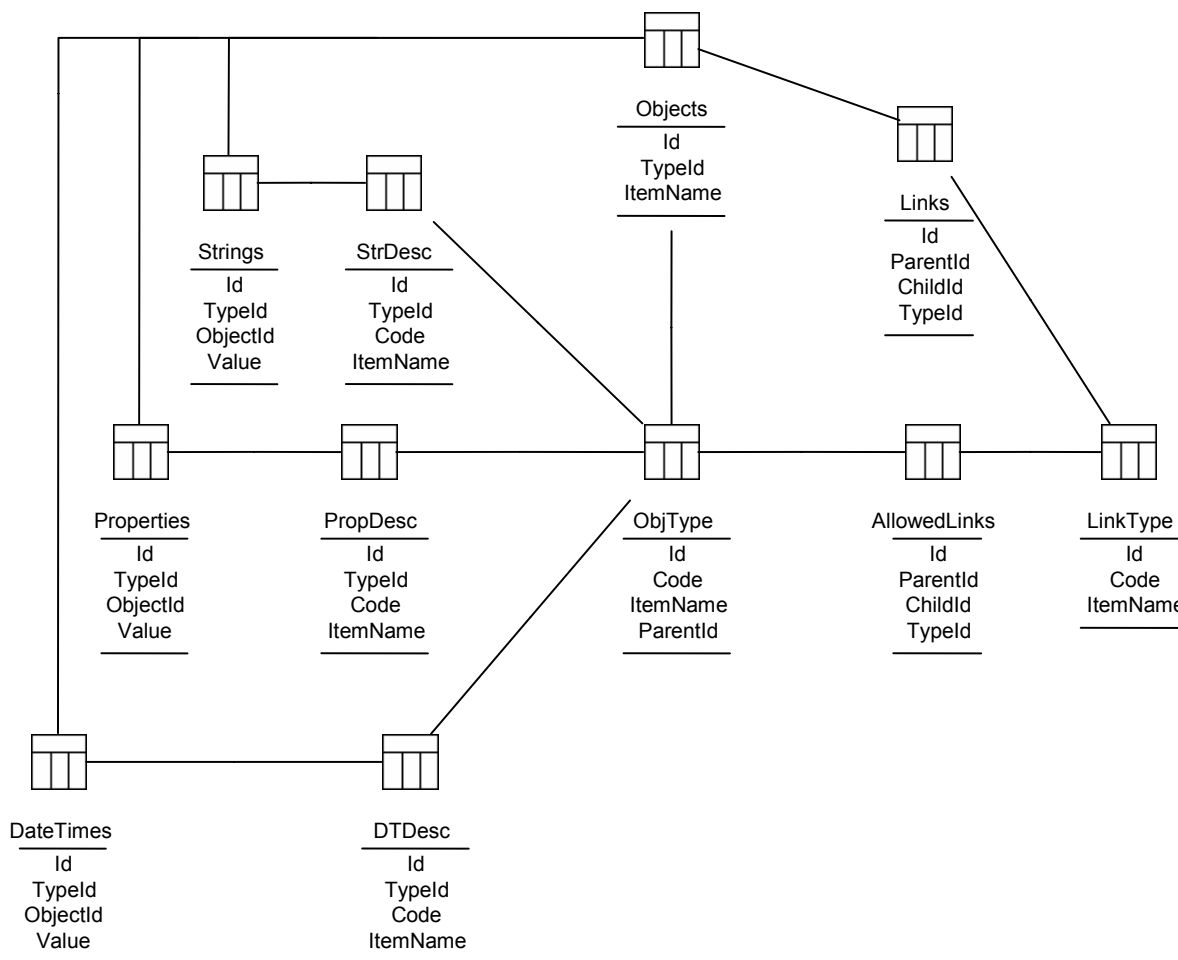 Objects
Id
TypeId
ItemName
Links
Id
ParentId
ChildId
TypeId
Strings
Id
TypeId
ObjectId
Value
StrDesc
Id
TypeId
Code
ItemName
Properties
Id
TypeId
ObjectId
Value
PropDesc
Id
TypeId
Code
ItemName
ObjType
Id
Code
ItemName
ParentId
AllowedLinks
Id
ParentId
ChildId
TypeId
LinkType
Id
Code
ItemName
DateTimes
Id
TypeId
ObjectId
Value
DTDesc
Id
TypeId
Code
ItemName